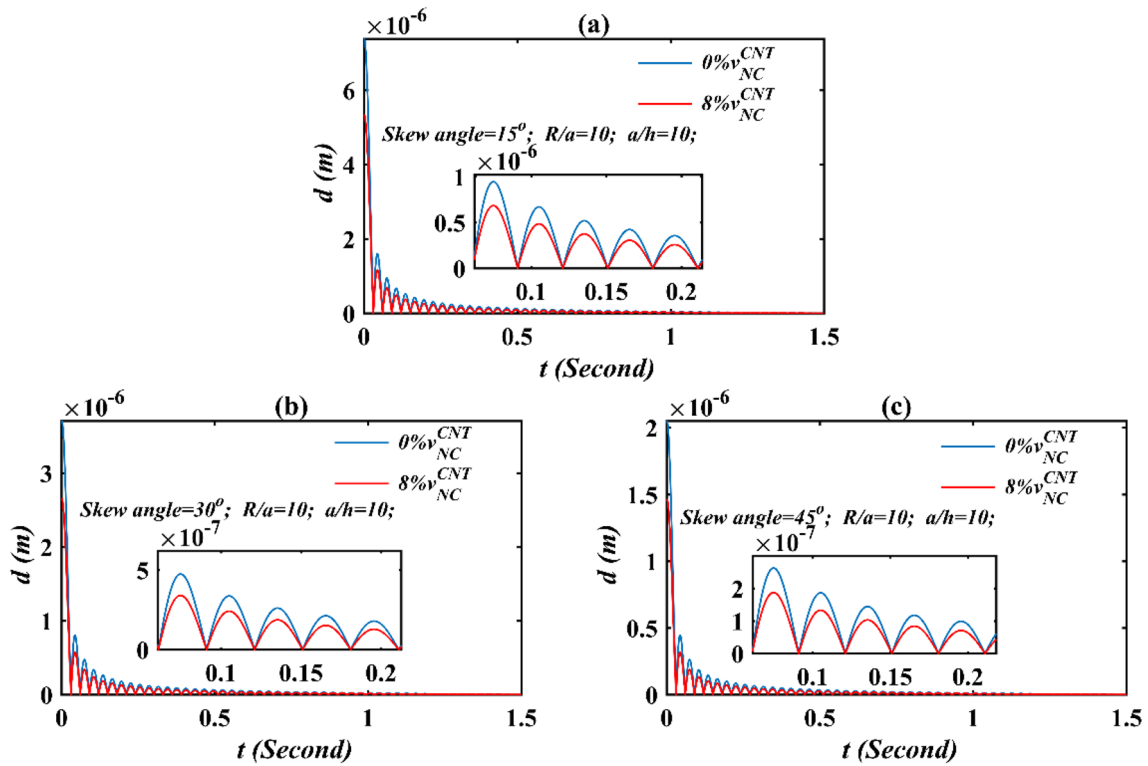 ×10⁻⁶
(a)
0%v_NC^CNT
8%v_NC^CNT
Skew angle=15°; R/a=10; a/h=10;
×10⁻⁶
1
0.5
0
0.1 0.15 0.2
6
4
2
0
d (m)
0 0.5 1 1.5
t (Second)
×10⁻⁶
(b)
0%v_NC^CNT
8%v_NC^CNT
Skew angle=30°; R/a=10; a/h=10;
×10⁻⁷
5
0
0.1 0.15 0.2
3
2
1
0
d (m)
0 0.5 1 1.5
t (Second)
×10⁻⁶
(c)
0%v_NC^CNT
8%v_NC^CNT
Skew angle=45°; R/a=10; a/h=10;
×10⁻⁷
2
1
0
0.1 0.15 0.2
2
1.5
1
0.5
0
d (m)
0 0.5 1 1.5
t (Second)